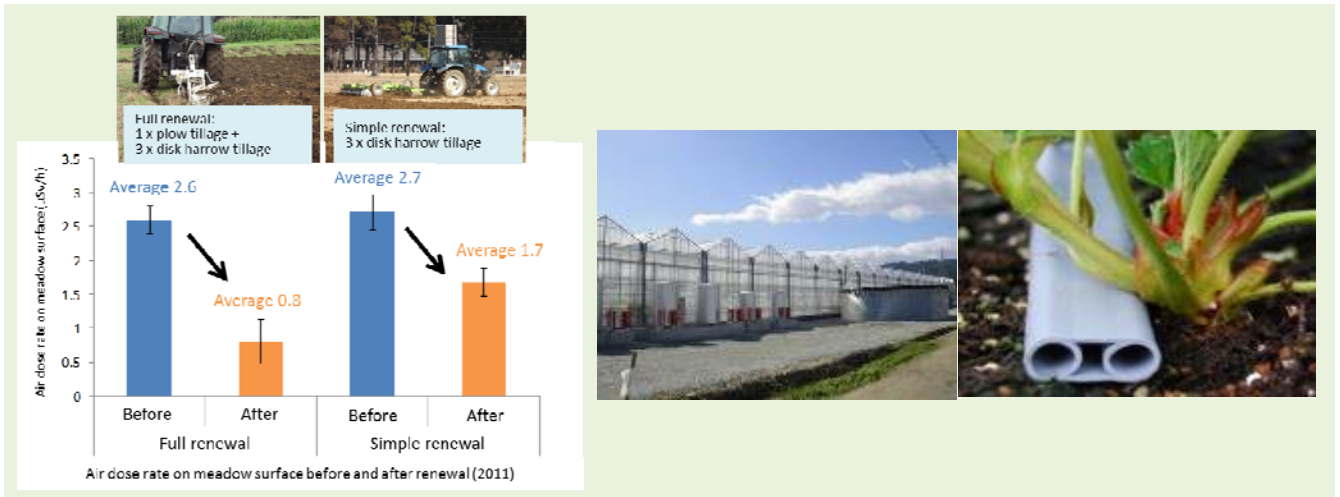 Full renewal:
1 x plow tillage +
3 x disk harrow tillage
Simple renewal:
3 x disk harrow tillage
Air dose rate on meadow surface(μSv/h)
3.5
3
2.5
2
1.5
1
0.5
0
Average 2.6
Average 0.8
Average 2.7
Average 1.7
Before
After
Before
After
Full renewal
Simple renewal
Air dose rate on meadow surface before and after renewal (2011)